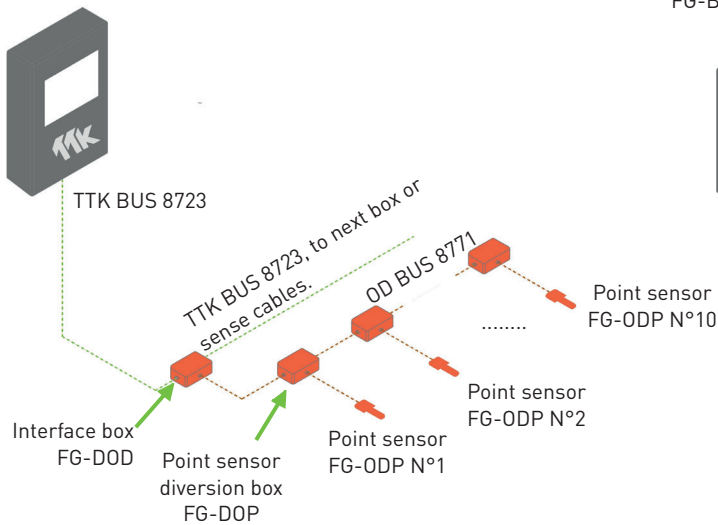 FG-B
TTK
TTK BUS 8723
TTK BUS 8723, to next box or
sense cables.
OD BUS 8771
Point sensor
FG-ODP N°10
........
Point sensor
FG-ODP N°2
Point sensor
FG-ODP N°1
Interface box
FG-DOD
Point sensor
diversion box
FG-DOP